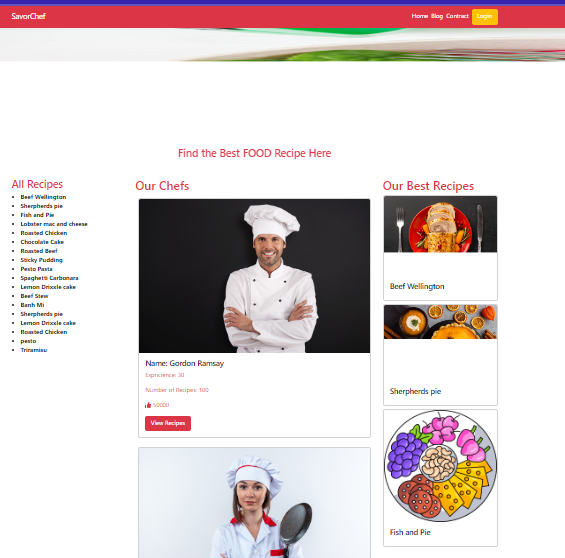 SavorChef
Home Blog Contract Login
Find the Best FOOD Recipe Here
All Recipes
Beef Wellington
Sherpherds pie
Fish and Pie
Lobster mac and cheese
Roasted Chicken
Chocolate Cake
Roasted Beef
Sticky Pudding
Pesto Pasta
Spaghetti Carbonara
Lemon Drixxle cake
Beef Stew
Banh Mi
Sherpherds pie
Lemon Drixxle cake
Roasted Chicken
pesto
Triramisu
Our Chefs
Name: Gordon Ramsay
Expricience: 30
Number of Recipes: 100
50000
View Recipes
Our Best Recipes
Beef Wellington
Sherpherds pie
Fish and Pie